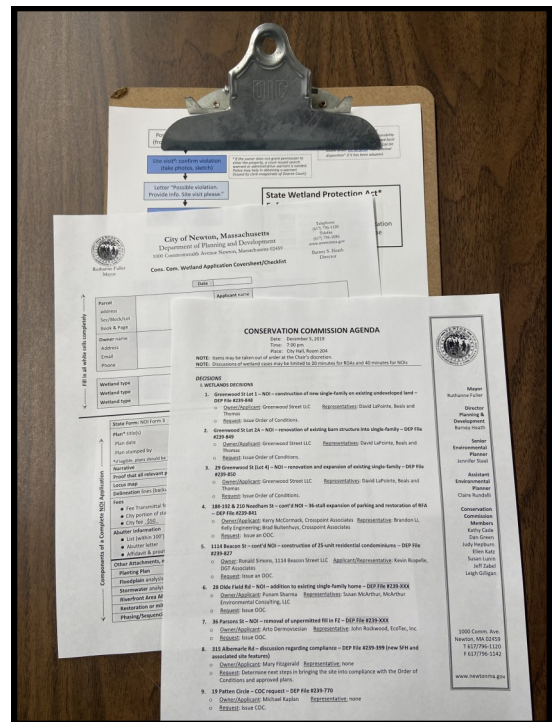 UIC
Site visit*: confirm violation
(take photos, sketch)
Letter "Possible violation.
Provide info. Site visit please."
State Wetland Protection Act*
City of Newton, Massachusetts
Department of Planning and Development
1000 Commonwealth Avenue Newton, Massachusetts 02459
Ruthanne Fuller
Mayor
Telephone
(617) 796-1120
Telefax
(617) 796-1142
www.newtonma.gov
Barney S. Heath
Director
Cons. Com. Wetland Application Coversheet/Checklist
Date
Fill in all white cells completely
Parcel
address
Sec/Block/Lot
Book & Page
Applicant name
Owner name
Address
Email
Phone
Wetland type
Wetland type
Wetland type
Components of a Complete NOI Application
State Form: NOI Form 3
Plan* title(s)
Plan date
Plan stamped by
Narrative
Proof that all relevant p
Locus map
Delineation lines
Fees
Fee Transmittal f
City portion of sta
City fee $50
Abutter information
List (within 100'
Abutter letter
Affidavit & proof
Other Attachments,
Planting Plan
Floodplain analysis
Stormwater analysis
Riverfront Area
Restoration or mit
Phasing/Sequenci
CONSERVATION COMMISSION AGENDA
Date: December 5, 2019
Time: 7:00 pm
Place: City Hall, Room 204
NOTE: Items may be taken out of order at the Chair's discretion.
NOTE: Discussions of wetland cases may be limited to 20 minutes for RDAs and 40 minutes for NOIs
DECISIONS
I. WETLANDS DECISIONS
1. Greenwood St Lot 1 – NOI – construction of new single-family on existing undeveloped land –
DEP File #239-848
o Owner/Applicant: Greenwood Street LLC Representatives: David LaPointe, Beals and
Thomas
o Request: Issue Order of Conditions.
2. Greenwood St Lot 2A – NOI – renovation of existing barn structure into single-family – DEP File
#239-849
o Owner/Applicant: Greenwood Street LLC Representatives: David LaPointe, Beals and
Thomas
o Request: Issue Order of Conditions.
3. 29 Greenwood St (Lot 4) – NOI – renovation and expansion of existing single-family – DEP File
#239-850
o Owner/Applicant: Greenwood Street LLC Representatives: David LaPointe, Beals and
Thomas
o Request: Issue Order of Conditions.
4. 188-192 & 210 Needham St – cont'd NOI – 36-stall expansion of parking and restoration of RFA
– DEP File #239-841
o Owner/Applicant: Kerry McCormack, Crosspoint Associates Representatives: Brandon Li,
Kelly Engineering; Brad Bultenhuys, Crosspoint Associates
o Request: Issue an OOC.
5. 1114 Beacon St – cont'd NOI – construction of 25-unit residential condominiums – DEP File
#239-827
o Owner: Ronald Simons, 1114 Beacon St, LLC Applicant/Representative: Kevin Riopelle,
DGT Associates
o Request: Issue an OOC.
6. 28 Olde Field Rd – NOI – addition to existing single-family home – DEP File #239-XXX
o Owner/Applicant: Punam Sharma Representatives: Susan McArthur, McArthur
Environmental Consulting, LLC
o Request: Issue OOC.
7. 36 Parsons St – NOI – removal of unpermitted fill in FZ – DEP File #239-XXX
o Owner/Applicant: Arto Dermovsesian Representative: John Rockwood, EcoTec, Inc.
o Request: Issue OOC.
8. 315 Albemarle Rd – discussion regarding compliance – DEP File #239-399 (new SFH and
associated site features)
o Owner/Applicant: Mary Fitzgerald Representative: none
o Request: Determine next steps in bringing the site into compliance with the Order of
Conditions and approved plans.
9. 19 Patten Circle – COC request – DEP File #239-770
o Owner/Applicant: Michael Kaplan Representative: none
o Request: Issue COC.
Mayor
Ruthanne Fuller
Director
Planning &
Development
Barney Heath
Senior
Environmental
Planner
Jennifer Steel
Assistant
Environmental
Planner
Claire Rundelli
Conservation
Commission
Members
Kathy Cade
Dan Green
Judy Hepburn
Ellen Katz
Susan Lunin
Jeff Zabel
Leigh Gilligan
1000 Comm. Ave.
Newton, MA 02459
T 617/796-1120
F 617/796-1142
www.newtonma.gov